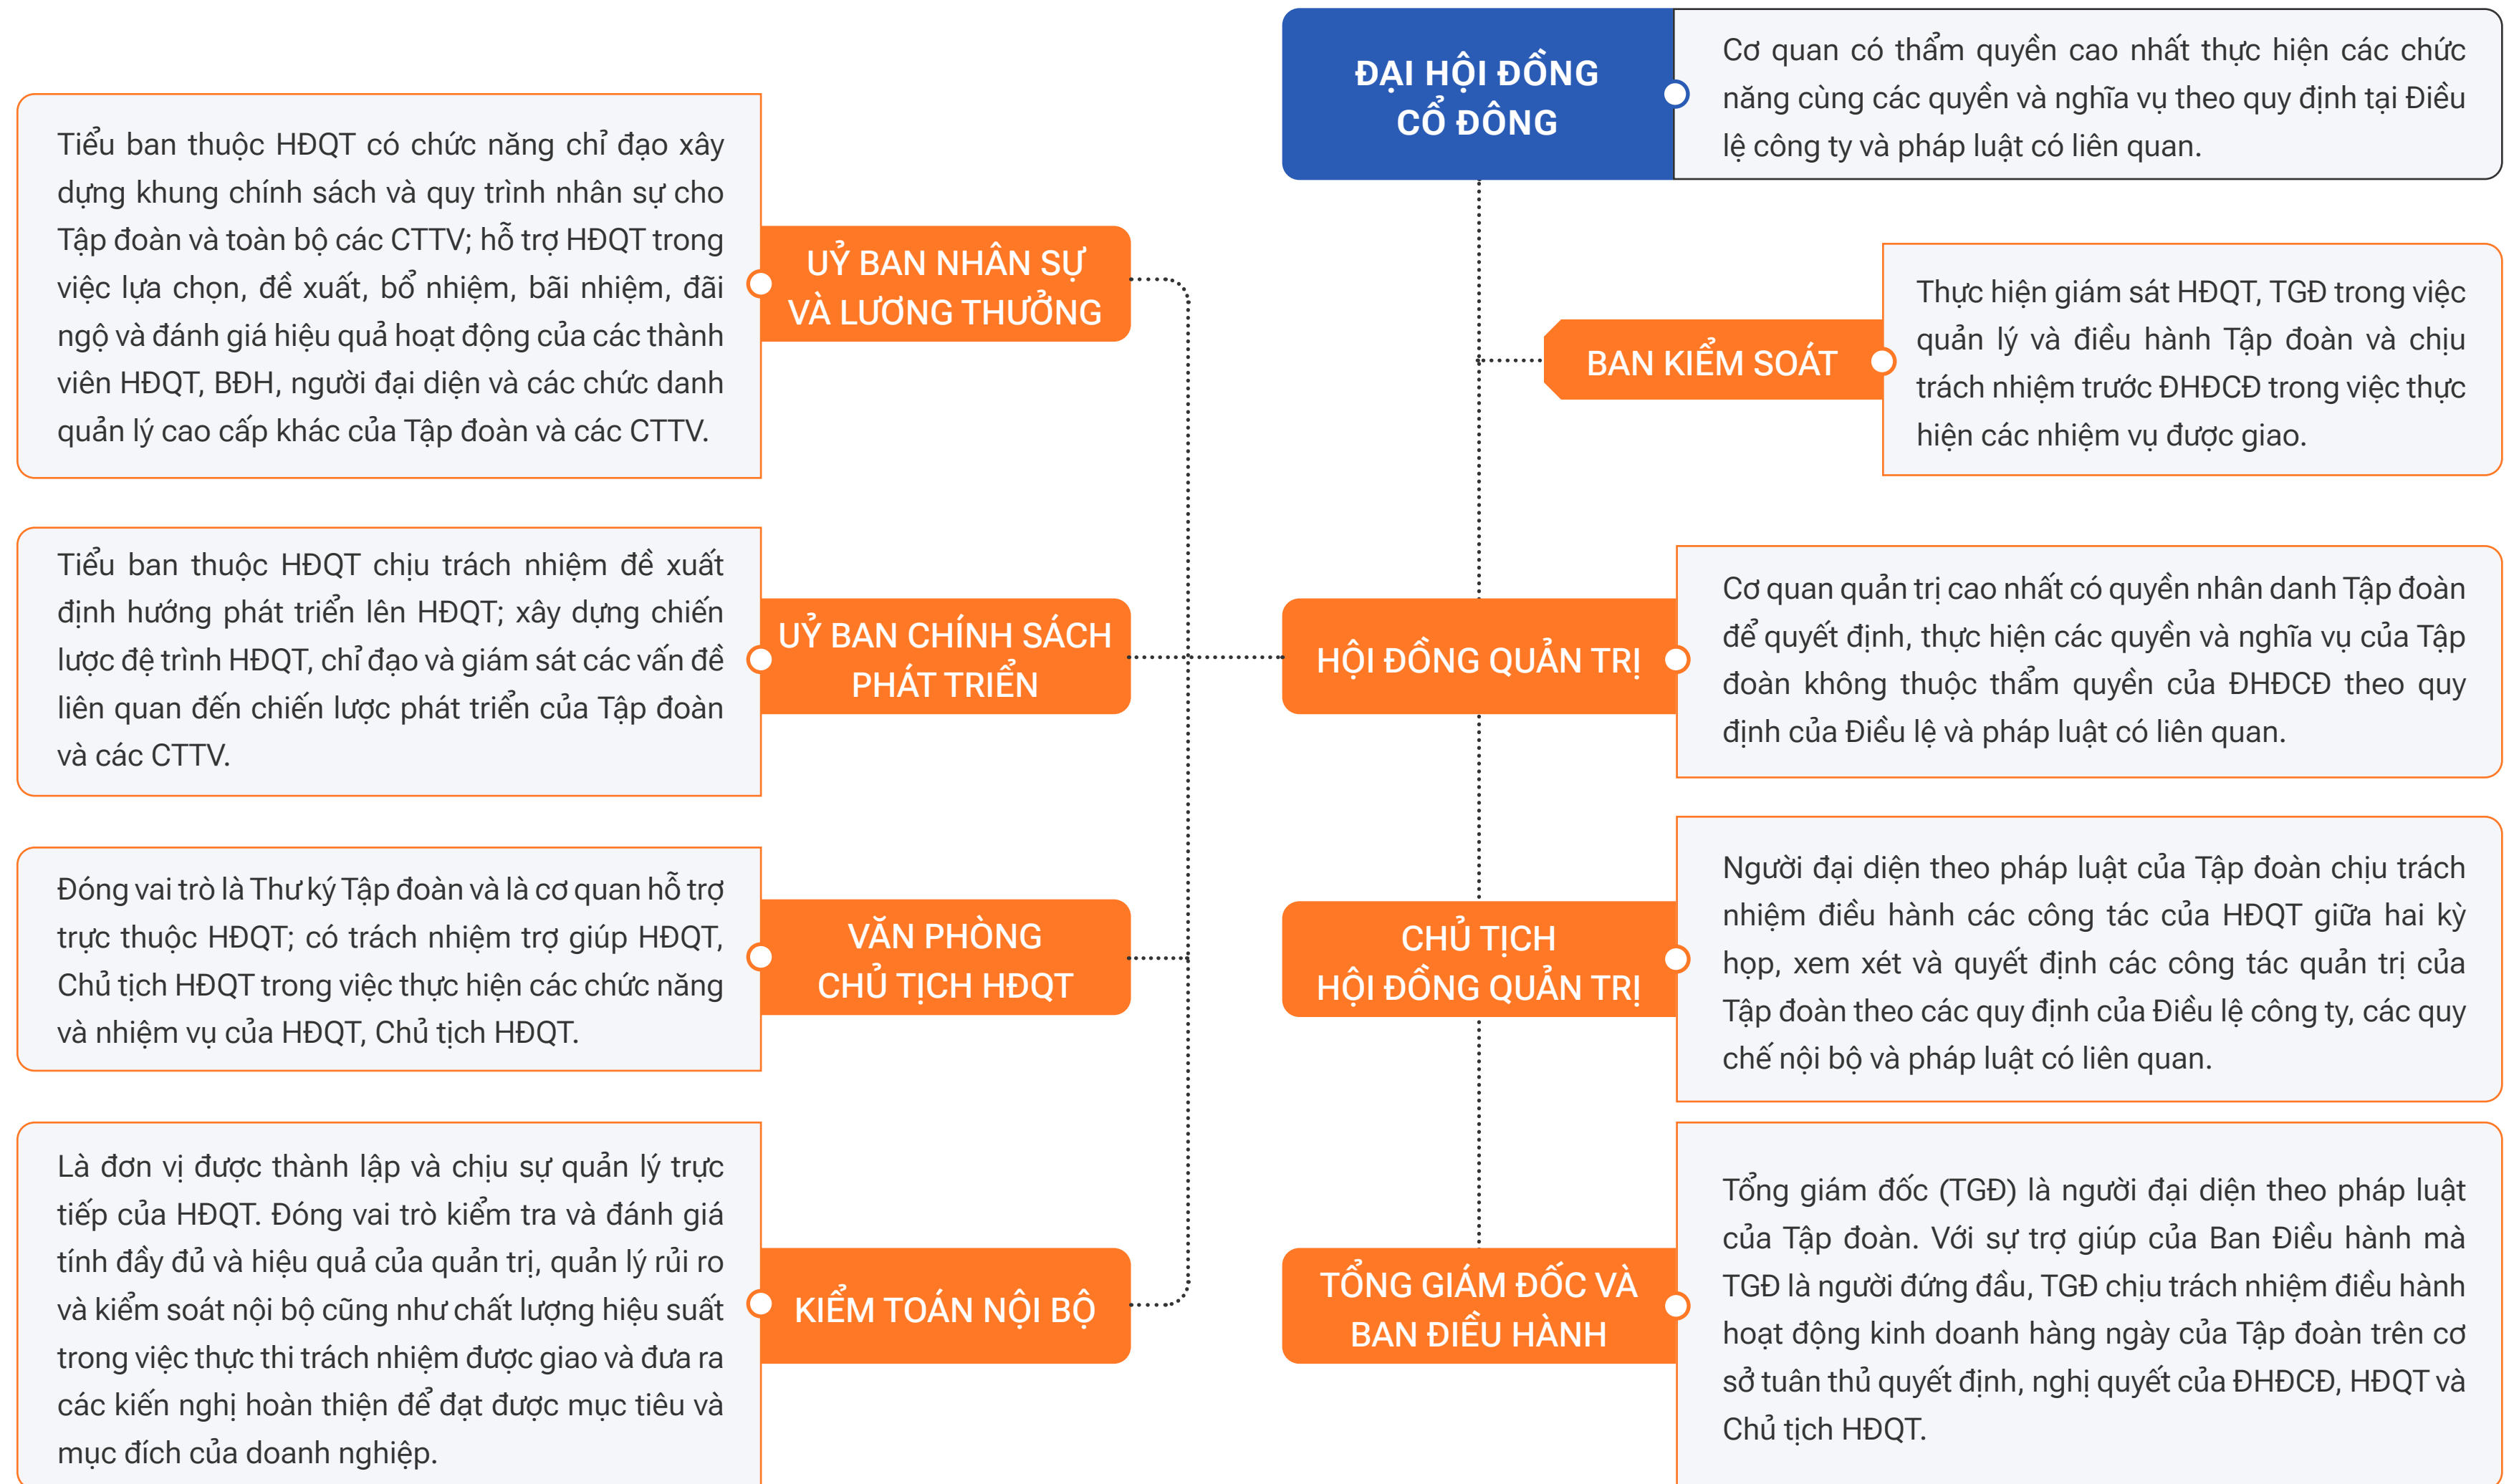 ĐẠI HỘI ĐỒNG
CỔ ĐÔNG
Cơ quan có thẩm quyền cao nhất thực hiện các chức
năng cùng các quyền và nghĩa vụ theo quy định tại Điều
lệ công ty và pháp luật có liên quan.
Tiểu ban thuộc HĐQT có chức năng chỉ đạo xây
dựng khung chính sách và quy trình nhân sự cho
Tập đoàn và toàn bộ các CTTV; hỗ trợ HĐQT trong
việc lựa chọn, đề xuất, bổ nhiệm, bãi nhiệm, đãi
ngộ và đánh giá hiệu quả hoạt động của các thành
viên HĐQT, BĐH, người đại diện và các chức danh
quản lý cao cấp khác của Tập đoàn và các CTTV.
UỶ BAN NHÂN SỰ
VÀ LƯƠNG THƯỞNG
BAN KIỂM SOÁT
Thực hiện giám sát HĐQT, TGĐ trong việc
quản lý và điều hành Tập đoàn và chịu
trách nhiệm trước ĐHĐCĐ trong việc thực
hiện các nhiệm vụ được giao.
Tiểu ban thuộc HĐQT chịu trách nhiệm đề xuất
định hướng phát triển lên HĐQT; xây dựng chiến
lược đệ trình HĐQT, chỉ đạo và giám sát các vấn đề
liên quan đến chiến lược phát triển của Tập đoàn
và các CTTV.
UỶ BAN CHÍNH SÁCH
PHÁT TRIỂN
HỘI ĐỒNG QUẢN TRỊ
Cơ quan quản trị cao nhất có quyền nhân danh Tập đoàn
để quyết định, thực hiện các quyền và nghĩa vụ của Tập
đoàn không thuộc thẩm quyền của ĐHĐCĐ theo quy
định của Điều lệ và pháp luật có liên quan.
Đóng vai trò là Thư ký Tập đoàn và là cơ quan hỗ trợ
trực thuộc HĐQT; có trách nhiệm trợ giúp HĐQT,
Chủ tịch HĐQT trong việc thực hiện các chức năng
và nhiệm vụ của HĐQT, Chủ tịch HĐQT.
VĂN PHÒNG
CHỦ TỊCH HĐQT
CHỦ TỊCH
HỘI ĐỒNG QUẢN TRỊ
Người đại diện theo pháp luật của Tập đoàn chịu trách
nhiệm điều hành các công tác của HĐQT giữa hai kỳ
họp, xem xét và quyết định các công tác quản trị của
Tập đoàn theo các quy định của Điều lệ công ty, các quy
chế nội bộ và pháp luật có liên quan.
Là đơn vị được thành lập và chịu sự quản lý trực
tiếp của HĐQT. Đóng vai trò kiểm tra và đánh giá
tính đầy đủ và hiệu quả của quản trị, quản lý rủi ro
và kiểm soát nội bộ cũng như chất lượng hiệu suất
trong việc thực thi trách nhiệm được giao và đưa ra
các kiến nghị hoàn thiện để đạt được mục tiêu và
mục đích của doanh nghiệp.
KIỂM TOÁN NỘI BỘ
TỔNG GIÁM ĐỐC VÀ
BAN ĐIỀU HÀNH
Tổng giám đốc (TGĐ) là người đại diện theo pháp luật
của Tập đoàn. Với sự trợ giúp của Ban Điều hành mà
TGĐ là người đứng đầu, TGĐ chịu trách nhiệm điều hành
hoạt động kinh doanh hàng ngày của Tập đoàn trên cơ
sở tuân thủ quyết định, nghị quyết của ĐHĐCĐ, HĐQT và
Chủ tịch HĐQT.